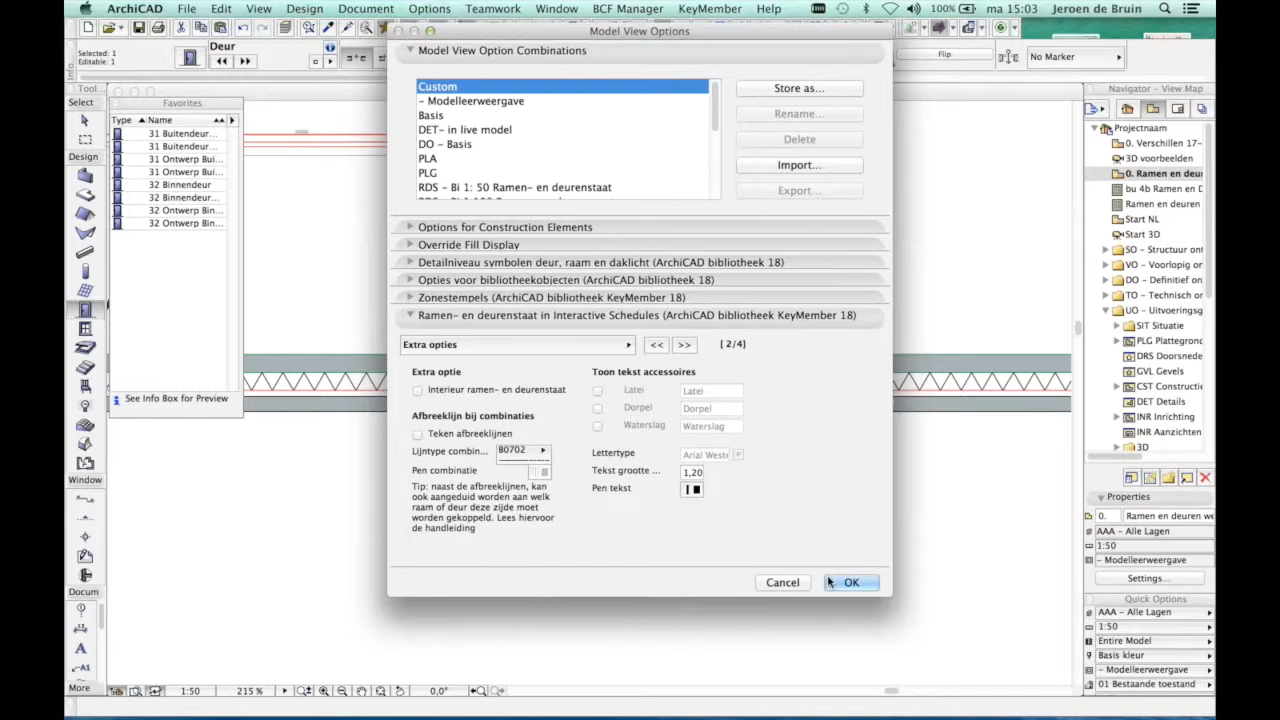 ArchiCAD File Edit View Design Document Options Teamwork Window BCF Manager KeyMember Help 100% ma 15:03 Jeroen de Bruin
Selected: 1
Editable: 1
Deur
Model View Options
Flip
No Marker
Tool...
Select
Design
Window
Docum
More
Favorites
Type Name
31 Buitendeur...
31 Buitendeur...
31 Ontwerp Bui...
31 Ontwerp Bui...
32 Binnendeur
32 Binnendeur...
32 Ontwerp Bin...
32 Ontwerp Bin...
See Info Box for Preview
Model View Option Combinations
Custom
- Modelleerweergave
Basis
DET- in live model
DO - Basis
PLA
PLG
RDS - Bi 1: 50 Ramen- en deurenstaat
Store as...
Rename...
Delete
Import...
Export...
Options for Construction Elements
Override Fill Display
Detailniveau symbolen deur, raam en daklicht (ArchiCAD bibliotheek 18)
Opties voor bibliotheekobjecten (ArchiCAD bibliotheek 18)
Zonestempels (ArchiCAD bibliotheek KeyMember 18)
Ramen- en deurenstaat in Interactive Schedules (ArchiCAD bibliotheek KeyMember 18)
Extra opties << >> [ 2/4]
Extra optie
Interieur ramen- en deurenstaat
Afbreeklijn bij combinaties
Teken afbreeklijnen
Lijntype combin... B0702
Pen combinatie
Tip: naast de afbreeklijnen, kan
ook aangeduid worden aan welk
raam of deur deze zijde moet
worden gekoppeld. Lees hiervoor
de handleiding
Toon tekst accessoires
Latei Latei
Dorpel Dorpel
Waterslag Waterslag
Lettertype Arial Weste
Tekst grootte ... 1,20
Pen tekst
Cancel OK
Navigator - View Map
Projectnaam
0. Verschillen 17-
3D voorbeelden
0. Ramen en deur
bu 4b Ramen en D
Ramen en deuren
Start NL
Start 3D
SO - Structuur ont
VO - Voorlopig on
DO - Definitief on
TO - Technisch on
UO - Uitvoeringsg
SIT Situatie
PLG Plattegrond
DRS Doorsnede
GVL Gevels
CST Constructie
DET Details
INR Inrichting
INR Aanzichten
3D
Properties
0. Ramen en deuren we
AAA - Alle Lagen
1:50
- Modelleerweergave
Settings...
Quick Options
AAA - Alle Lagen
1:50
Entire Model
Basis kleur
- Modelleerweergave
01 Bestaande toestand
1:50 215 % 0,0°